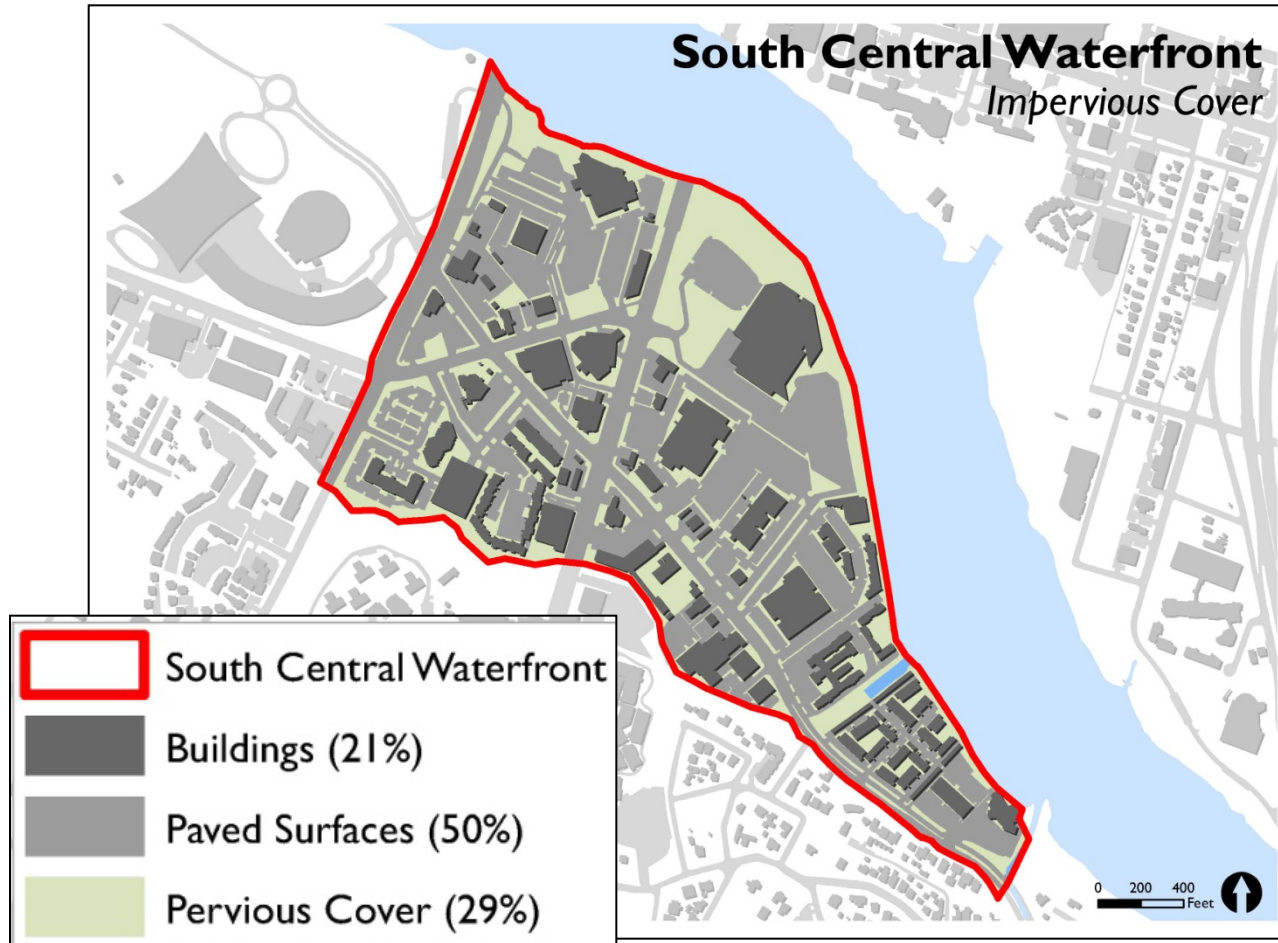 South Central Waterfront
Impervious Cover
South Central Waterfront
Buildings (21%)
Paved Surfaces (50%)
Pervious Cover (29%)
0 200 400
Feet